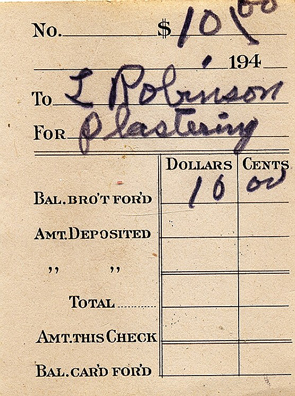 No. $10 00
194
To L Robinson
For plastering
Dollars Cents
Bal. Bro't For'd 10 00
Amt. Deposited
" "
Total
Amt. This Check
Bal. Car'd For'd